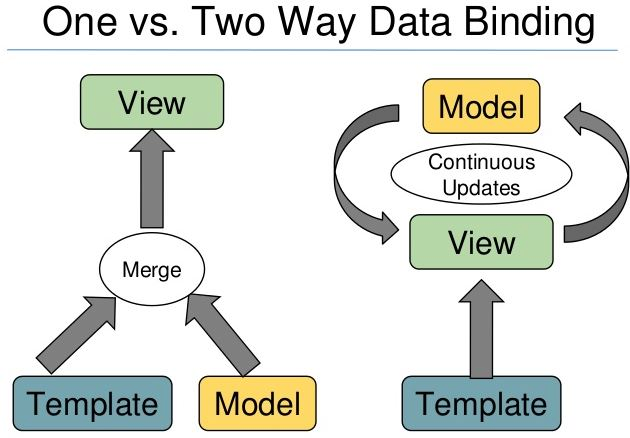 One vs. Two Way Data Binding
View
Merge
Template
Model
Model
Continuous
Updates
View
Template